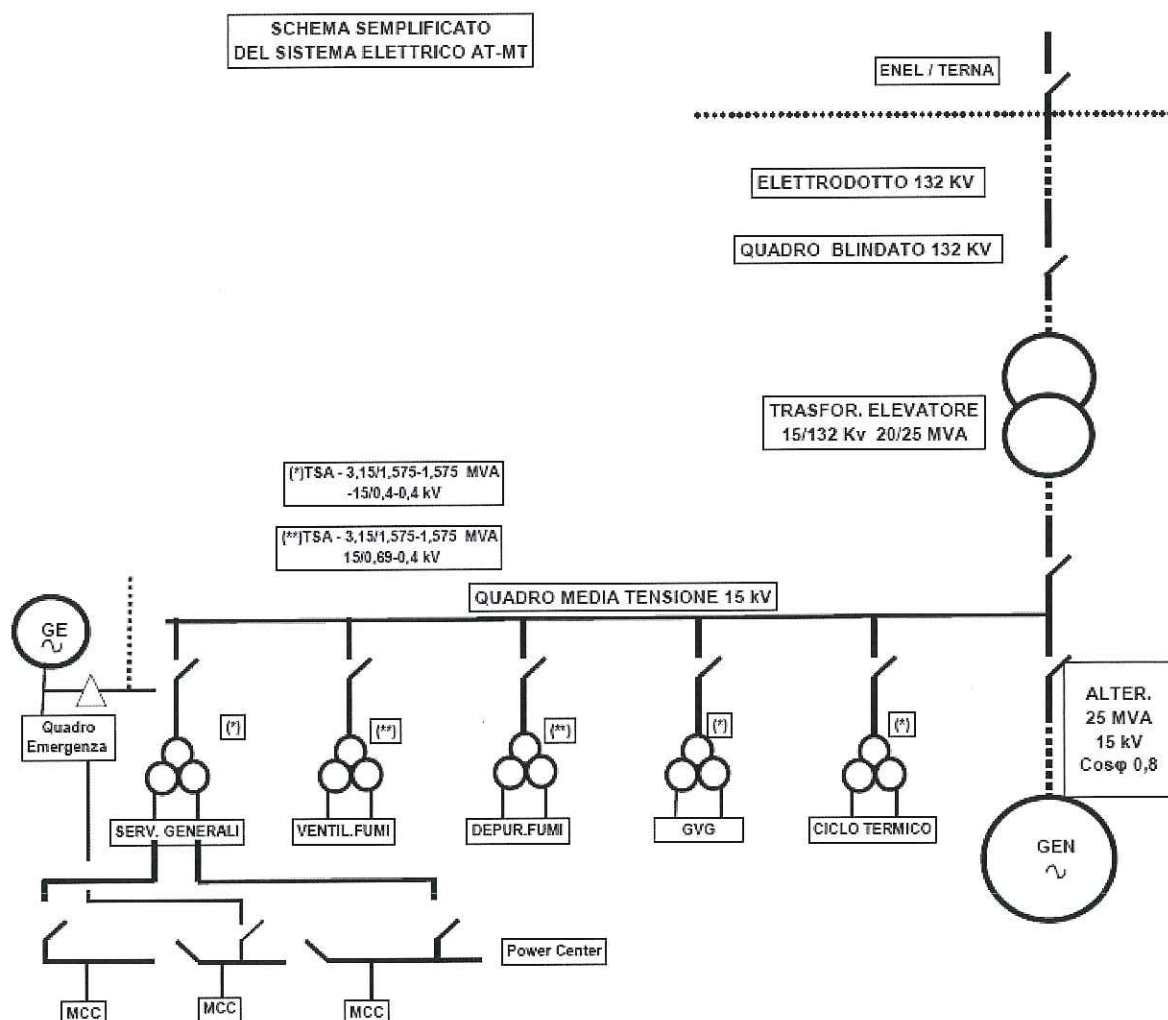 SCHEMA SEMPLIFICATO
DEL SISTEMA ELETTRICO AT-MT
ENEL / TERNA
ELETTRODOTTO 132 KV
QUADRO BLINDATO 132 KV
TRASFOR. ELEVATORE
15/132 Kv 20/25 MVA
(*)TSA - 3,15/1,575-1,575 MVA
-15/0,4-0,4 kV
(**)TSA - 3,15/1,575-1,575 MVA
15/0,69-0,4 kV
QUADRO MEDIA TENSIONE 15 kV
GE
Quadro
Emergenza
(*)
(**)
(**)
(*)
(*)
ALTER.
25 MVA
15 kV
Cosφ 0,8
SERV. GENERALI
VENTIL.FUMI
DEPUR.FUMI
GVG
CICLO TERMICO
GEN
Power Center
MCC
MCC
MCC